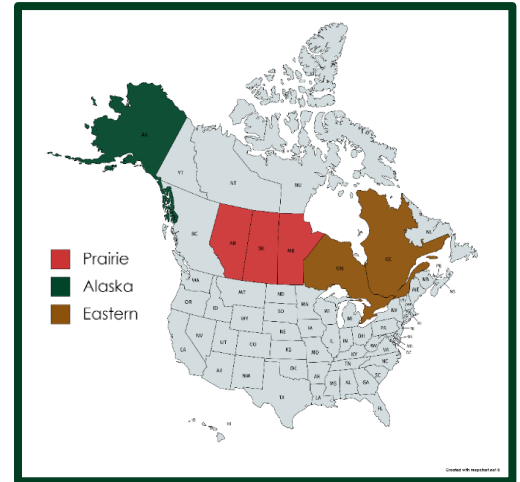 AK
YT
NT
NU
BC
AB
SK
MB
ON
QC
NL
PE
NS
Prairie
Alaska
Eastern
WA
OR
CA
NV
ID
MT
WY
UT
AZ
CO
NM
ND
SD
NE
KS
OK
TX
MN
IA
MO
AR
LA
WI
IL
MI
IN
OH
KY
TN
MS
AL
GA
FL
SC
NC
VA
WV
PA
NY
ME
HI
Created with mapchart.net ©